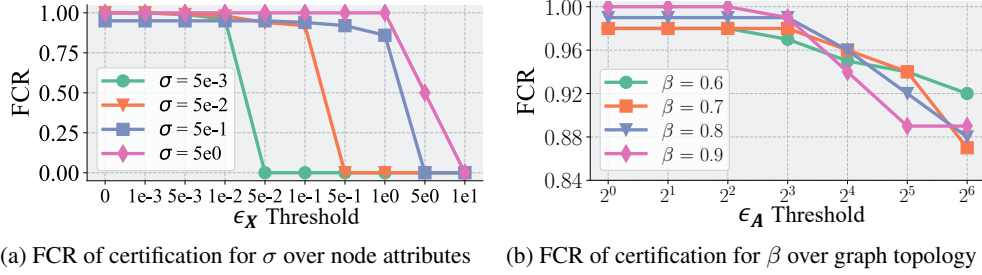 1.00
0.75
0.50
0.25
0.00
FCR
σ = 5e-3
σ = 5e-2
σ = 5e-1
σ = 5e0
0 1e-3 5e-3 1e-2 5e-2 1e-1 5e-1 1e0 5e0 1e1
ϵ_X Threshold
(a) FCR of certification for σ over node attributes
1.00
0.96
0.92
0.88
0.84
FCR
β = 0.6
β = 0.7
β = 0.8
β = 0.9
2^0 2^1 2^2 2^3 2^4 2^5 2^6
ϵ_A Threshold
(b) FCR of certification for β over graph topology